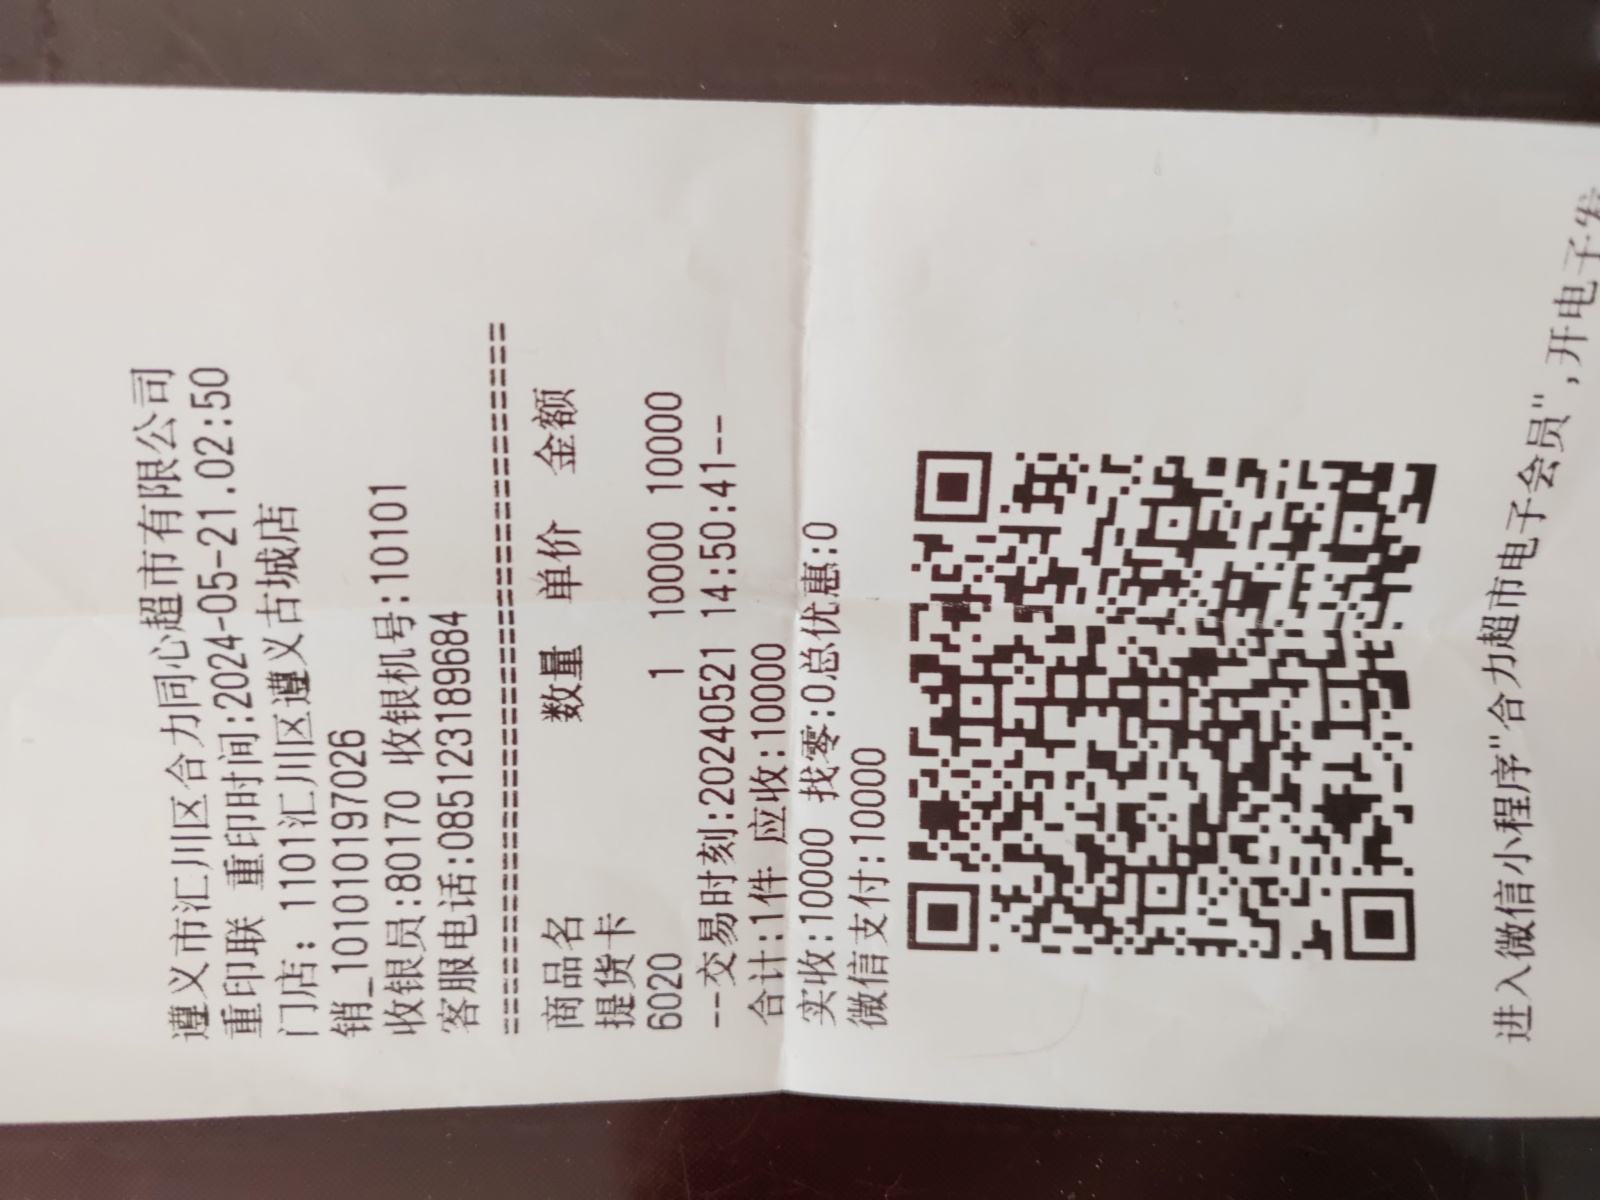 遵义市汇川区合力同心超市有限公司
重印联 重印时间:2024-05-21.02:50
门店: 1101汇川区遵义古城店
销_101010197026
收银员:80170 收银机号:10101
客服电话:085123189684
==================================================
商品名 数量 单价 金额
提货卡
6020 1 10000 10000
--交易时刻:20240521 14:50:41--
合计:1件 应收:10000
实收:10000 找零:0总优惠:0
微信支付:10000
进入微信小程序"合力超市电子会员",开电子发